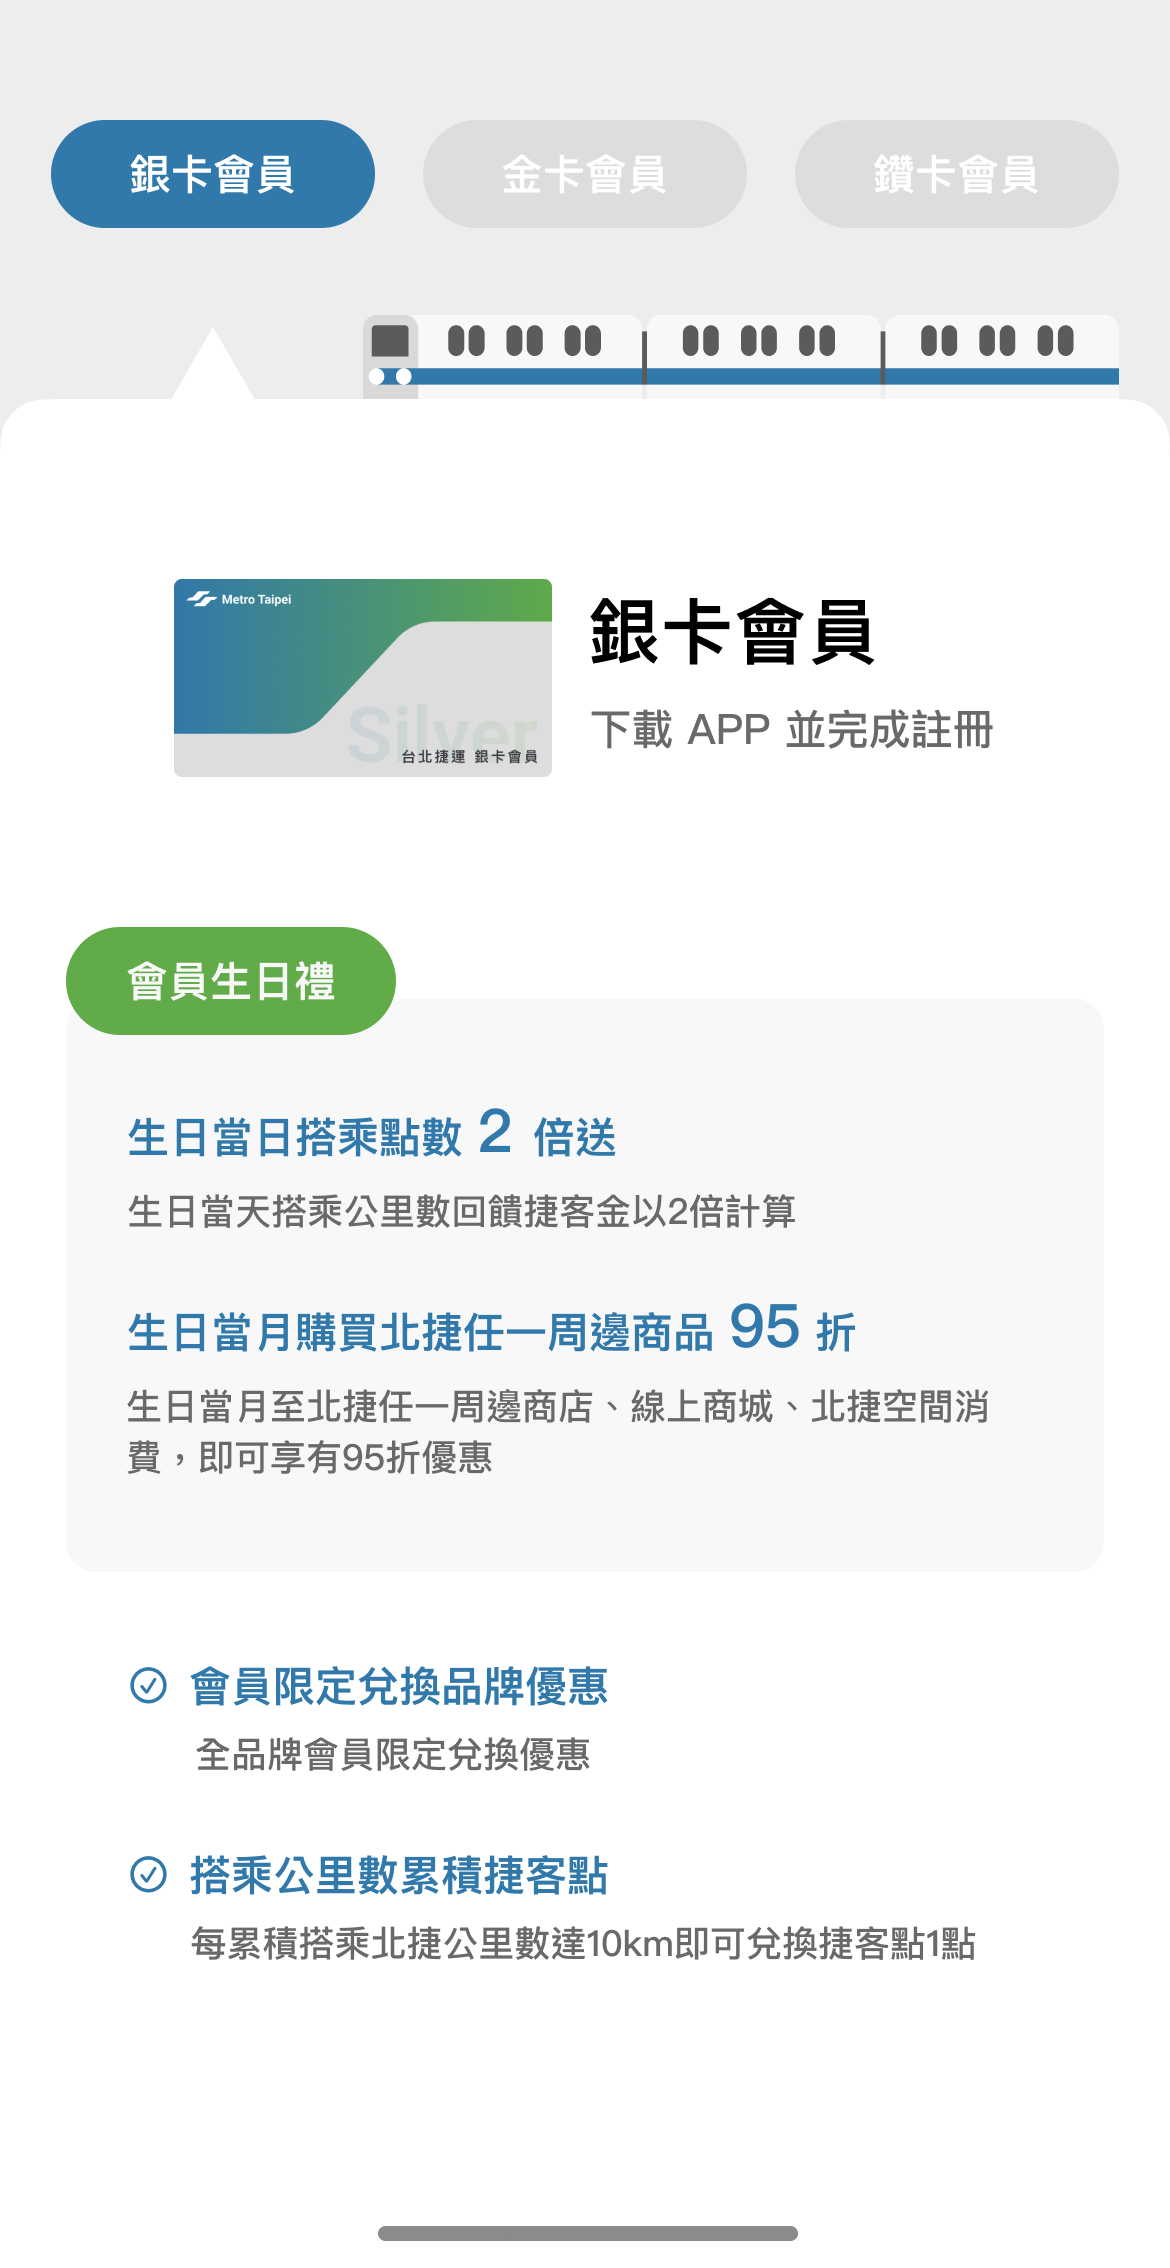 銀卡會員
金卡會員
鑽卡會員
Metro Taipei
Silver
台北捷運 銀卡會員
銀卡會員
下載 APP 並完成註冊
會員生日禮
生日當日搭乘點數 2 倍送
生日當天搭乘公里數回饋捷客金以2倍計算
生日當月購買北捷任一周邊商品 95 折
生日當月至北捷任一周邊商店、線上商城、北捷空間消
費，即可享有95折優惠
會員限定兌換品牌優惠
全品牌會員限定兌換優惠
搭乘公里數累積捷客點
每累積搭乘北捷公里數達10km即可兌換捷客點1點